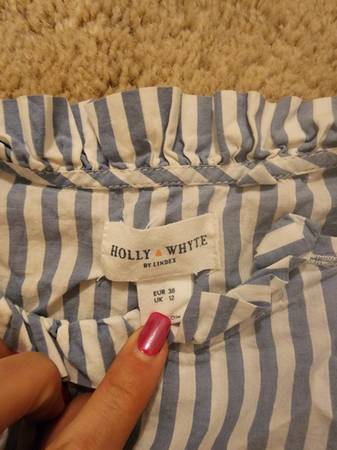 HOLLY & WHYTE
BY LINDEX
EUR 38
UK 12